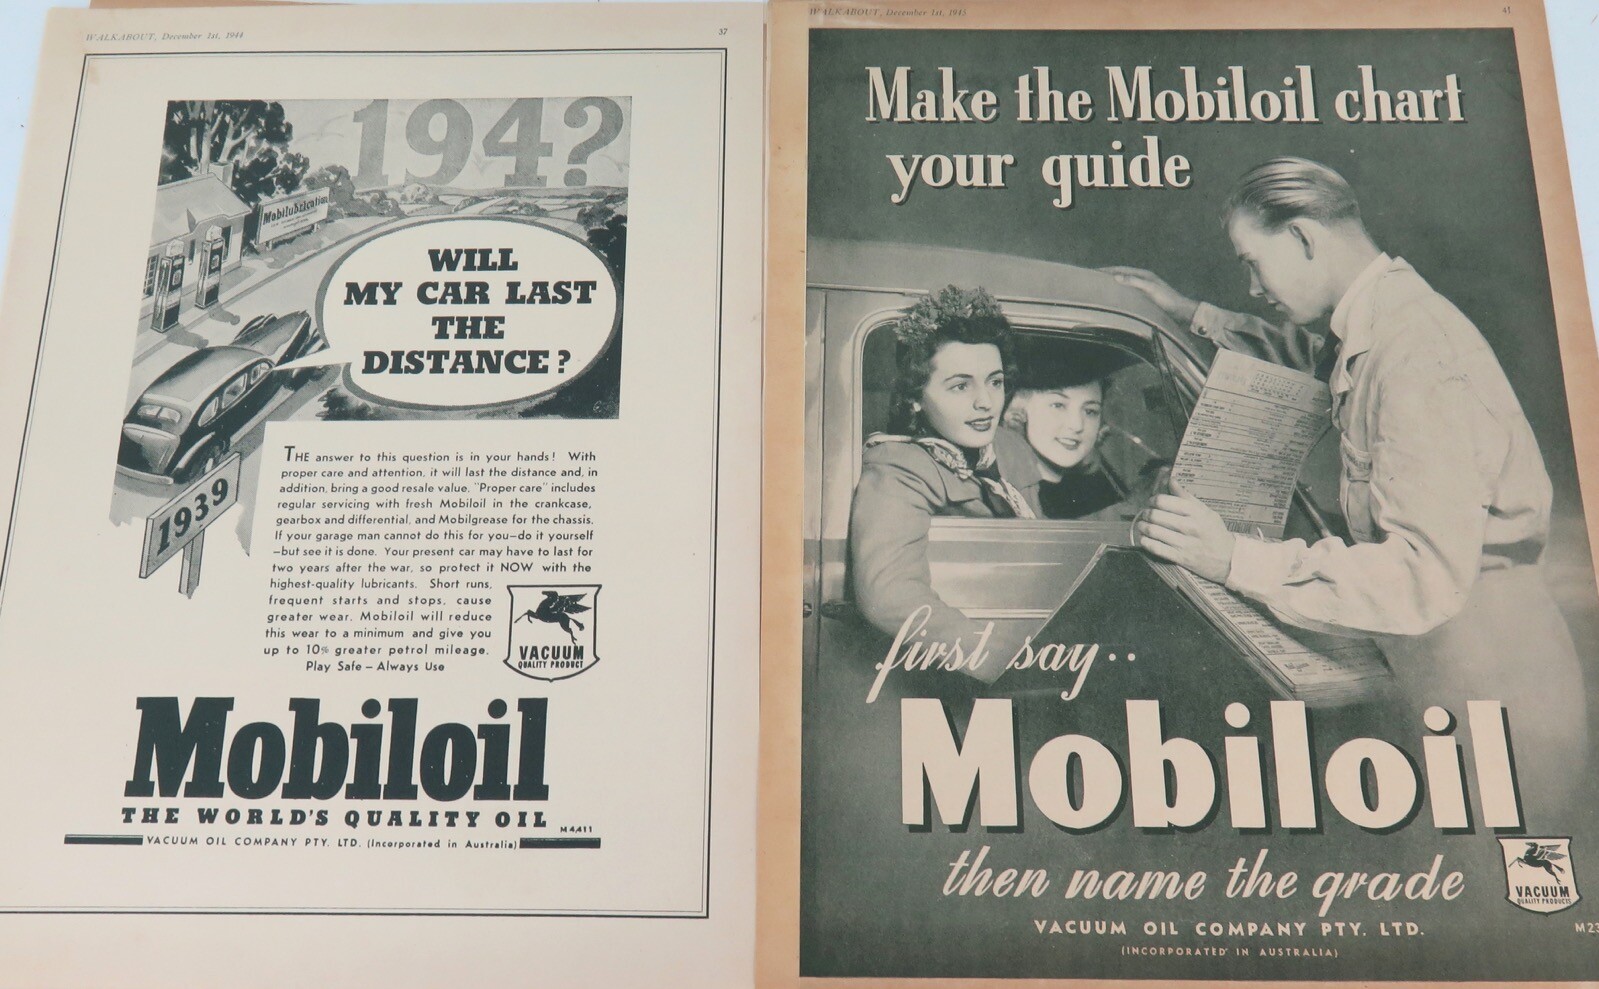 WALKABOUT, December 1st, 1944
37
194?
Mobilubrication
WILL
MY CAR LAST
THE
DISTANCE?
1939
THE answer to this question is in your hands! With
proper care and attention, it will last the distance and, in
addition, bring a good resale value. "Proper care" includes
regular servicing with fresh Mobiloil in the crankcase,
gearbox and differential, and Mobilgrease for the chassis.
If your garage man cannot do this for you—do it yourself
—but see it is done. Your present car may have to last for
two years after the war, so protect it NOW with the
highest-quality lubricants. Short runs,
frequent starts and stops, cause
greater wear. Mobiloil will reduce
this wear to a minimum and give you
up to 10% greater petrol mileage.
Play Safe – Always Use
VACUUM
QUALITY PRODUCT
Mobiloil
THE WORLD'S QUALITY OIL
M4411
VACUUM OIL COMPANY PTY. LTD. (Incorporated in Australia)
WALKABOUT, December 1st, 1945
41
Make the Mobiloil chart
your guide
first say..
Mobiloil
then name the grade
VACUUM
QUALITY PRODUCTS
VACUUM OIL COMPANY PTY. LTD.
M23
(INCORPORATED IN AUSTRALIA)